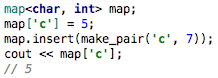 map<char, int> map;
map['c'] = 5;
map.insert(make_pair('c', 7));
cout << map['c'];
// 5